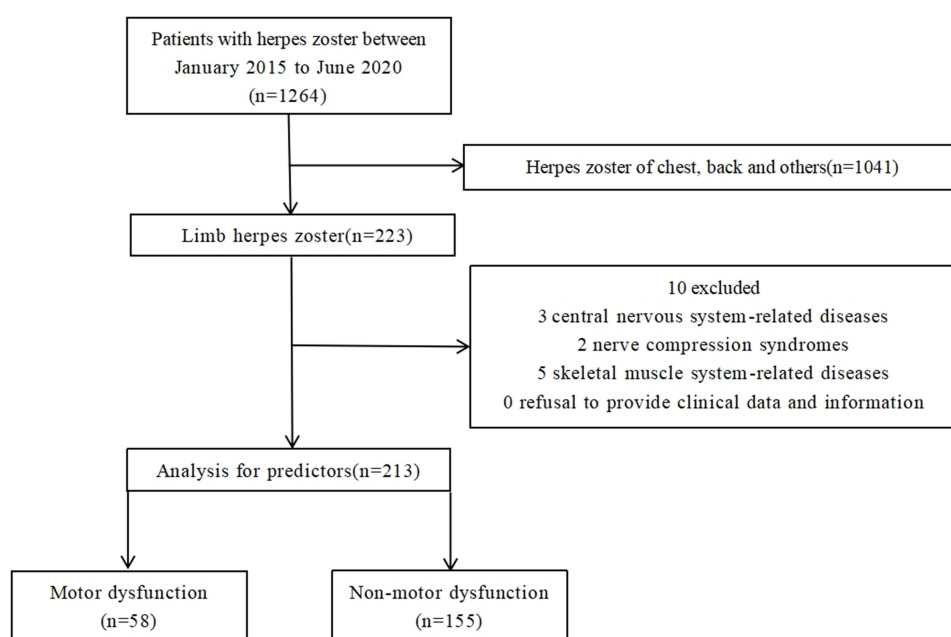 Patients with herpes zoster between
January 2015 to June 2020
(n=1264)
Herpes zoster of chest, back and others(n=1041)
Limb herpes zoster(n=223)
10 excluded
3 central nervous system-related diseases
2 nerve compression syndromes
5 skeletal muscle system-related diseases
0 refusal to provide clinical data and information
Analysis for predictors(n=213)
Motor dysfunction
(n=58)
Non-motor dysfunction
(n=155)